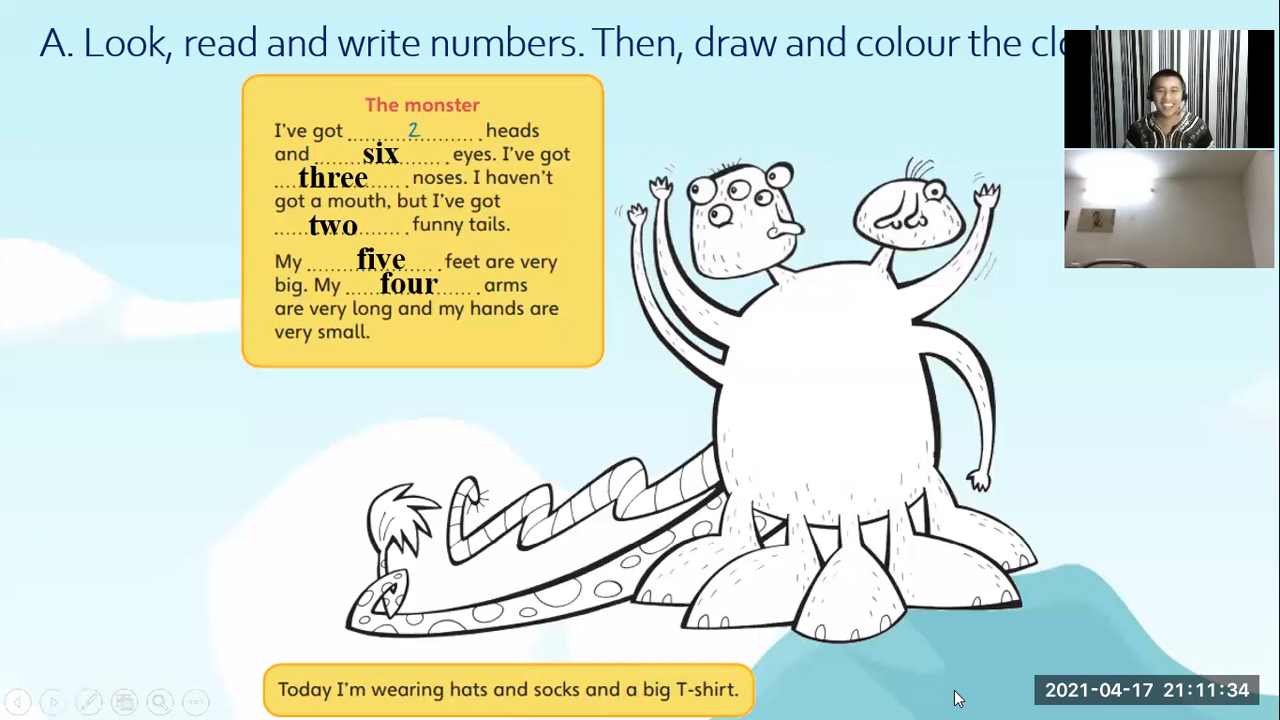 A. Look, read and write numbers. Then, draw and colour the
The monster
I've got 2 heads
and six eyes. I've got
three noses. I haven't
got a mouth, but I've got
two funny tails.
My five feet are very
big. My four arms
are very long and my hands are
very small.
Today I'm wearing hats and socks and a big T-shirt.
2021-04-17 21:11:34